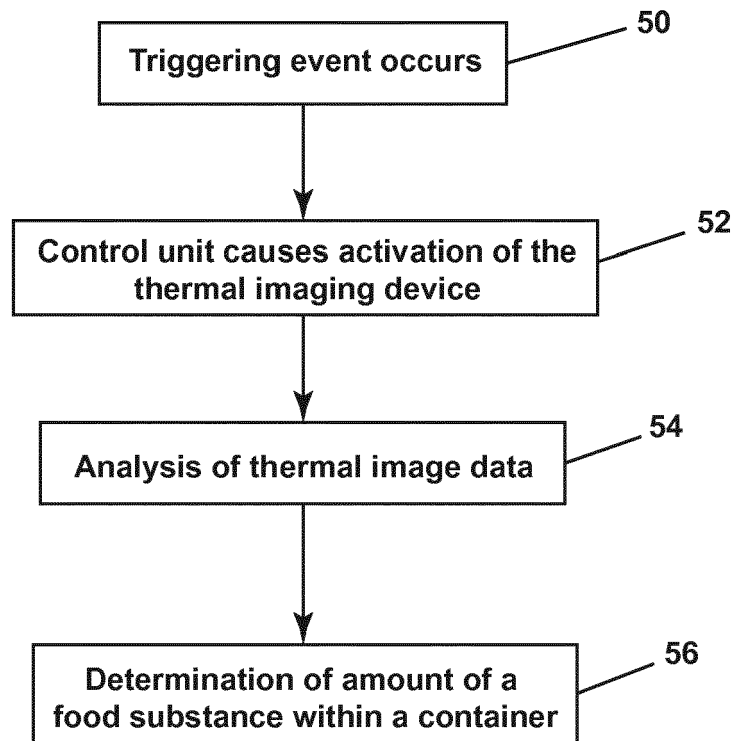 50
Triggering event occurs
52
Control unit causes activation of the
thermal imaging device
54
Analysis of thermal image data
56
Determination of amount of a
food substance within a container